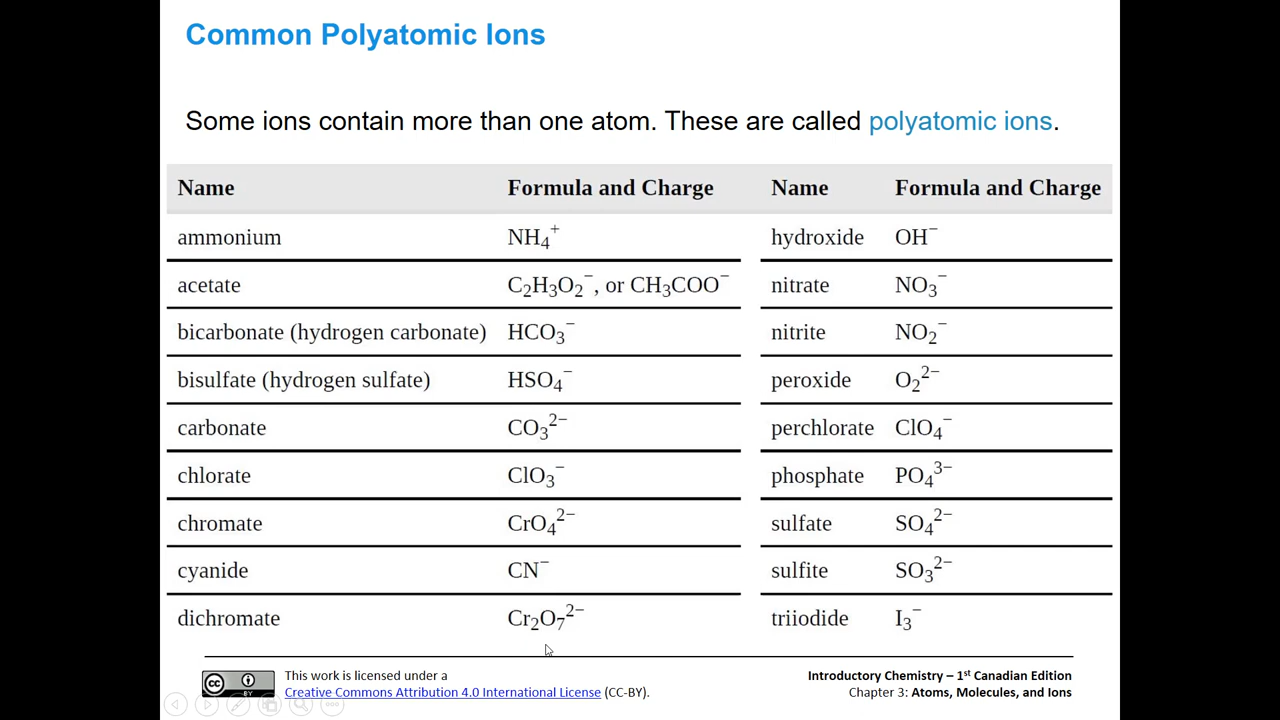 Common Polyatomic Ions
Some ions contain more than one atom. These are called polyatomic ions.
Name Formula and Charge Name Formula and Charge
ammonium NH₄⁺ hydroxide OH⁻
acetate C₂H₃O₂⁻, or CH₃COO⁻ nitrate NO₃⁻
bicarbonate (hydrogen carbonate) HCO₃⁻ nitrite NO₂⁻
bisulfate (hydrogen sulfate) HSO₄⁻ peroxide O₂²⁻
carbonate CO₃²⁻ perchlorate ClO₄⁻
chlorate ClO₃⁻ phosphate PO₄³⁻
chromate CrO₄²⁻ sulfate SO₄²⁻
cyanide CN⁻ sulfite SO₃²⁻
dichromate Cr₂O₇²⁻ triiodide I₃⁻
cc BY
This work is licensed under a
Creative Commons Attribution 4.0 International License (CC-BY).
Introductory Chemistry – 1st Canadian Edition
Chapter 3: Atoms, Molecules, and Ions